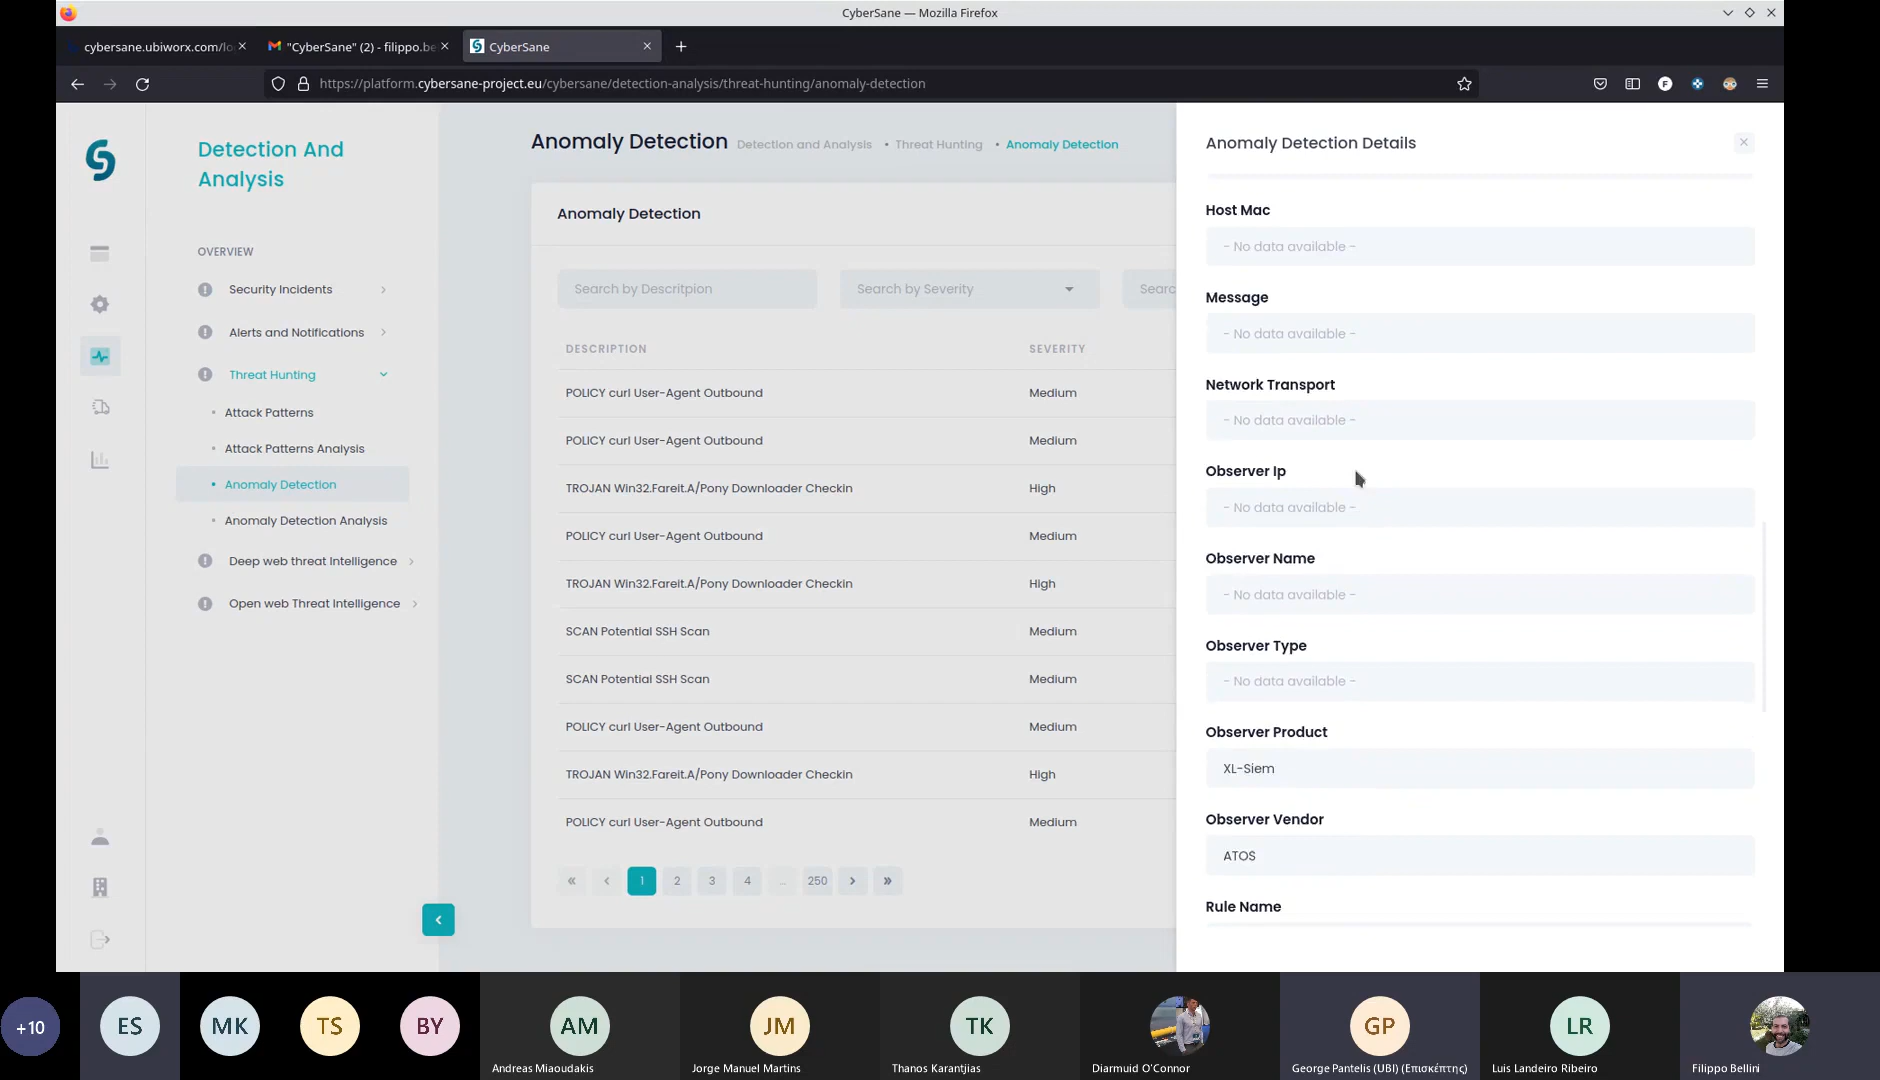 CyberSane — Mozilla Firefox
cybersane.ubiworx.com/lo
"CyberSane" (2) - filippo.be
CyberSane
https://platform.cybersane-project.eu/cybersane/detection-analysis/threat-hunting/anomaly-detection
Detection And
Analysis
OVERVIEW
Security Incidents
Alerts and Notifications
Threat Hunting
Attack Patterns
Attack Patterns Analysis
Anomaly Detection
Anomaly Detection Analysis
Deep web threat Intelligence
Open web Threat Intelligence
Anomaly Detection
Detection and Analysis • Threat Hunting • Anomaly Detection
Anomaly Detection
Search by Descritpion
Search by Severity
Searc
DESCRIPTION SEVERITY
POLICY curl User-Agent Outbound Medium
POLICY curl User-Agent Outbound Medium
TROJAN Win32.Fareit.A/Pony Downloader Checkin High
POLICY curl User-Agent Outbound Medium
TROJAN Win32.Fareit.A/Pony Downloader Checkin High
SCAN Potential SSH Scan Medium
SCAN Potential SSH Scan Medium
POLICY curl User-Agent Outbound Medium
TROJAN Win32.Fareit.A/Pony Downloader Checkin High
POLICY curl User-Agent Outbound Medium
« ‹ 1 2 3 4 ... 250 › »
Anomaly Detection Details
Host Mac
- No data available -
Message
- No data available -
Network Transport
- No data available -
Observer Ip
- No data available -
Observer Name
- No data available -
Observer Type
- No data available -
Observer Product
XL-Siem
Observer Vendor
ATOS
Rule Name
+10
ES
MK
TS
BY
AM
Andreas Miaoudakis
JM
Jorge Manuel Martins
TK
Thanos Karantjias
Diarmuid O'Connor
GP
George Pantelis (UBI) (Επισκέπτης)
LR
Luis Landeiro Ribeiro
Filippo Bellini